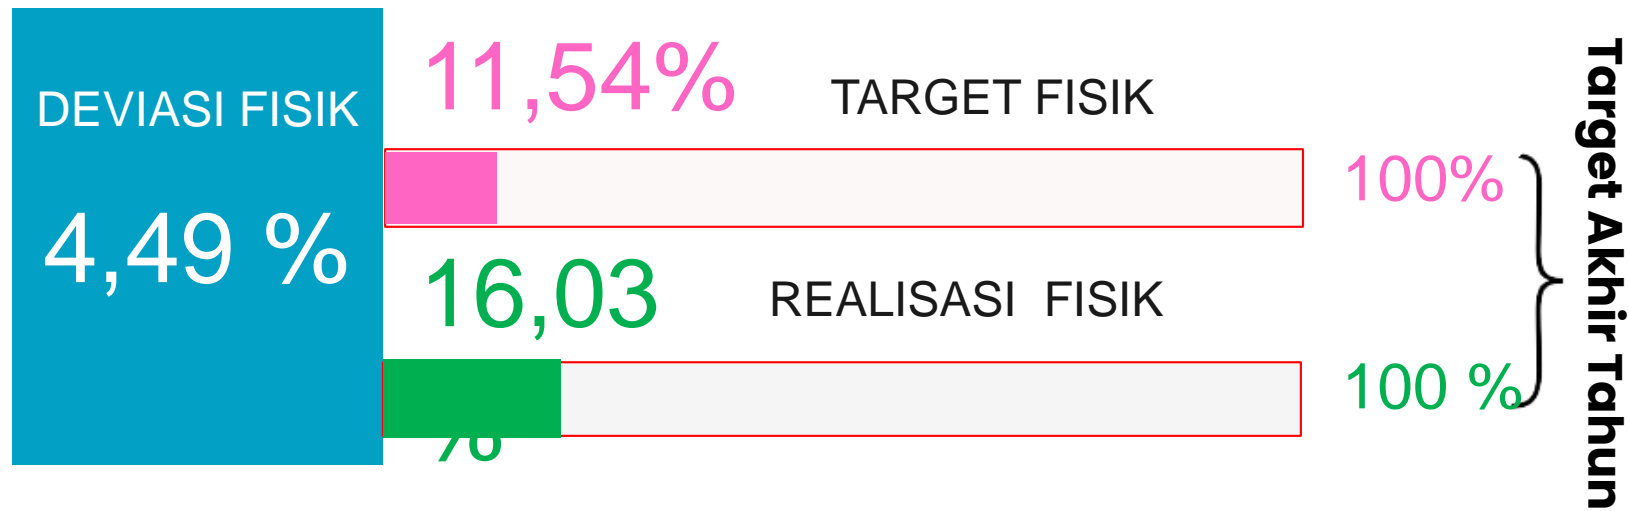 DEVIASI FISIK
4,49 %
11,54%
TARGET FISIK
100%
16,03
%
REALISASI FISIK
100 %
Target Akhir Tahun